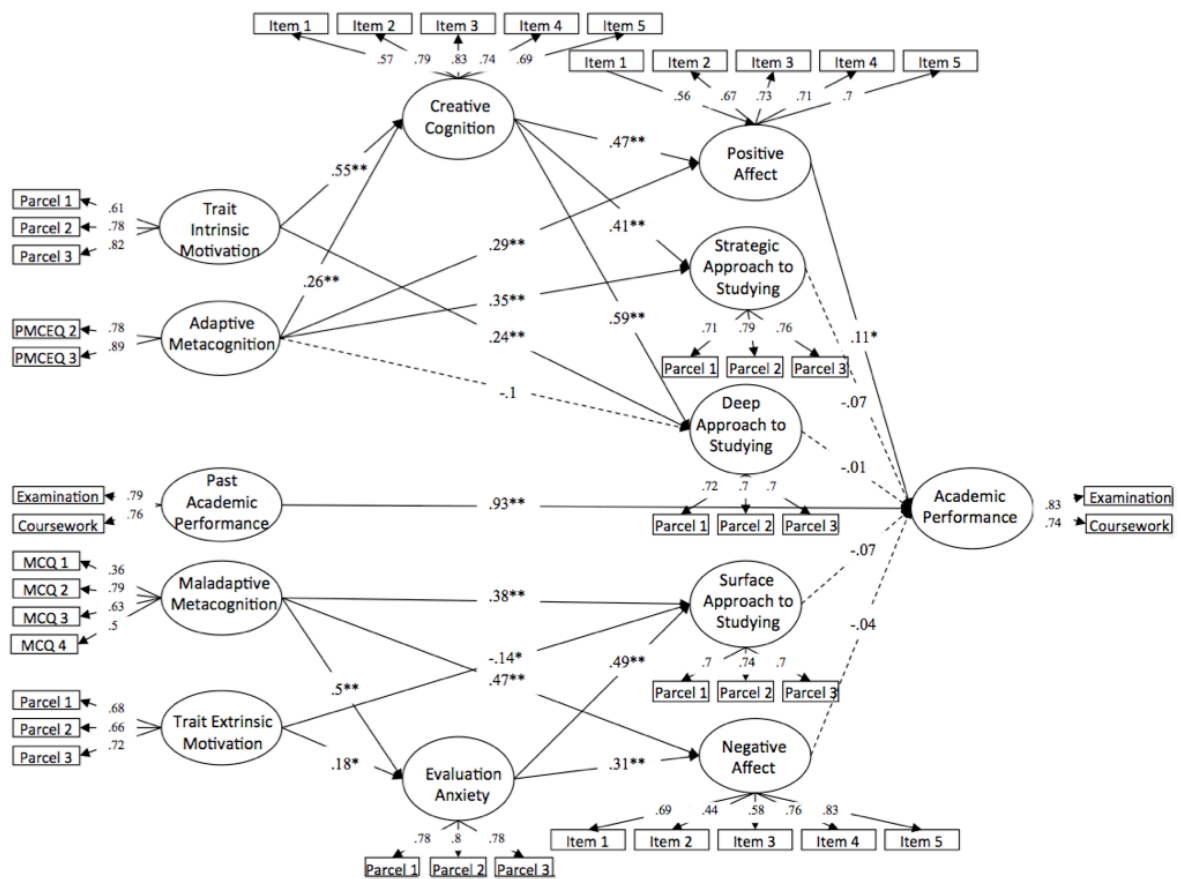 Item 1 Item 2 Item 3 Item 4 Item 5
.57 .79 .83 .74 .69
Item 1 Item 2 Item 3 Item 4 Item 5
.56 .67 .73 .71 .7
Creative
Cognition
.47**
Positive
Affect
.55**
Parcel 1 .61
Parcel 2 .78
Parcel 3 .82
Trait
Intrinsic
Motivation
.41**
.29**
Strategic
Approach to
Studying
.26**
.35**
.59**
PMCEQ 2 .78
PMCEQ 3 .89
Adaptive
Metacognition
.24**
.71 .79 .76
Parcel 1 Parcel 2 Parcel 3
.11*
-.1
-.07
Deep
Approach to
Studying
-.01
.72 .7 .7
Parcel 1 Parcel 2 Parcel 3
Examination .79
Coursework .76
Past
Academic
Performance
.93**
Academic
Performance
.83 Examination
.74 Coursework
-.07
MCQ 1 .36
MCQ 2 .79
MCQ 3 .63
MCQ 4 .5
Maladaptive
Metacognition
.38**
Surface
Approach to
Studying
-.04
-.14*
.49**
.47**
.7 .74 .7
Parcel 1 Parcel 2 Parcel 3
.5**
Parcel 1 .68
Parcel 2 .66
Parcel 3 .72
Trait Extrinsic
Motivation
.18*
Evaluation
Anxiety
.31**
Negative
Affect
.69 .44 .58 .76 .83
Item 1 Item 2 Item 3 Item 4 Item 5
.78 .8 .78
Parcel 1 Parcel 2 Parcel 3